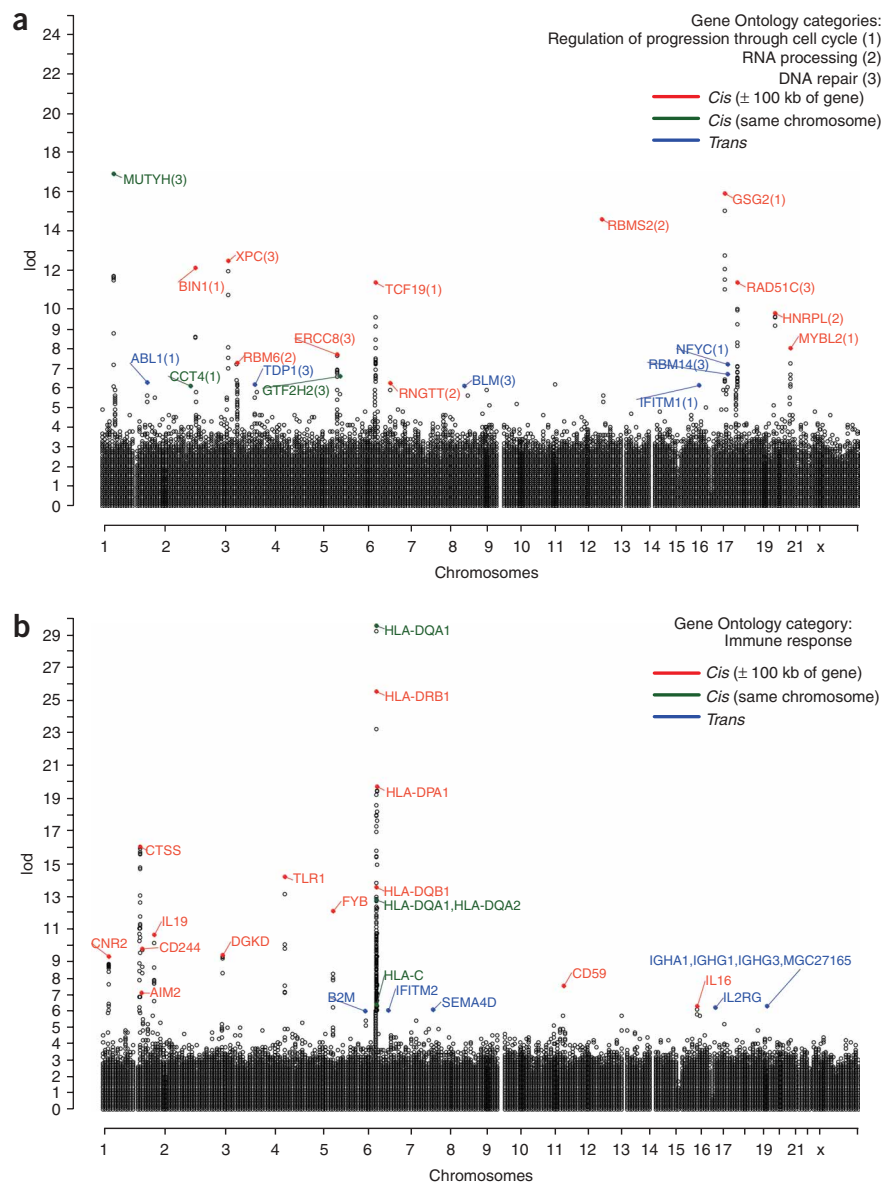 a
Gene Ontology categories:
Regulation of progression through cell cycle (1)
RNA processing (2)
DNA repair (3)
Cis (± 100 kb of gene)
Cis (same chromosome)
Trans
24
22
20
18
16
14
12
10
9
8
7
6
5
4
3
2
1
0
lod
MUTYH(3)
GSG2(1)
RBMS2(2)
XPC(3)
BIN1(1)
TCF19(1)
RAD51C(3)
HNRPL(2)
MYBL2(1)
ERCC8(3)
NFYC(1)
RBM6(2)
ABL1(1)
TDP1(3)
RBM14(3)
CCT4(1)
GTF2H2(3)
RNGTT(2)
BLM(3)
IFITM1(1)
1 2 3 4 5 6 7 8 9 10 11 12 13 14 15 16 17 19 21 x
Chromosomes
b
Gene Ontology category:
Immune response
Cis (± 100 kb of gene)
Cis (same chromosome)
Trans
29
27
25
23
21
19
17
15
13
11
10
9
8
7
6
5
4
3
2
1
0
lod
HLA-DQA1
HLA-DRB1
HLA-DPA1
CTSS
TLR1
HLA-DQB1
HLA-DQA1,HLA-DQA2
FYB
IL19
CNR2
CD244
DGKD
AIM2
HLA-C
CD59
IGHA1,IGHG1,IGHG3,MGC27165
IL16
B2M
IFITM2
SEMA4D
IL2RG
1 2 3 4 5 6 7 8 9 10 11 12 13 14 15 16 17 19 21 x
Chromosomes